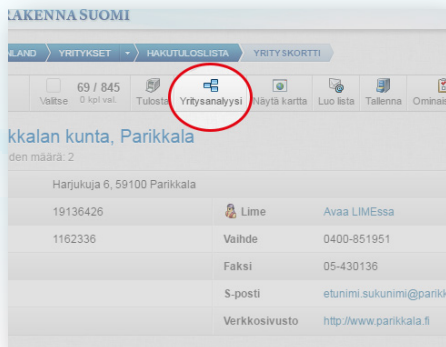 RAKENNA SUOMI
NLAND YRITYKSET HAKUTULOSLISTA YRITYSKORTTI
Valitse 69 / 845 0 kpl val. Tulosta Yritysanalyysi Näytä kartta Luo lista Tallenna Ominais
kkalan kunta, Parikkala
den määrä: 2
Harjukuja 6, 59100 Parikkala
19136426 Lime Avaa LIMEssa
1162336 Vaihde 0400-851951
Faksi 05-430136
S-posti etunimi.sukunimi@parikk
Verkkosivusto http://www.parikkala.fi